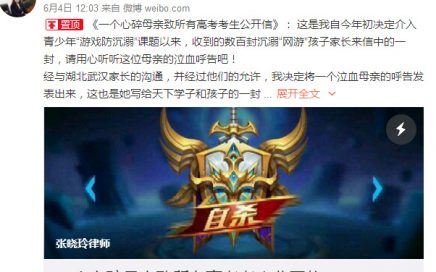 6月4日 12:03 来自 微博 weibo.com
置顶 《一个心碎母亲致所有高考考生公开信》：这是我自今年初决定介入
青少年“游戏防沉溺”课题以来，收到的数百封沉溺“网游”孩子家长来信中的一
封，请用心听听这位母亲的泣血呼告吧！
经与湖北武汉家长的沟通，并经过他们的允许，我决定将一个泣血母亲的呼告发
表出来，这也是她写给天下学子和孩子的一封 ... 展开全文
自杀
张晓玲律师